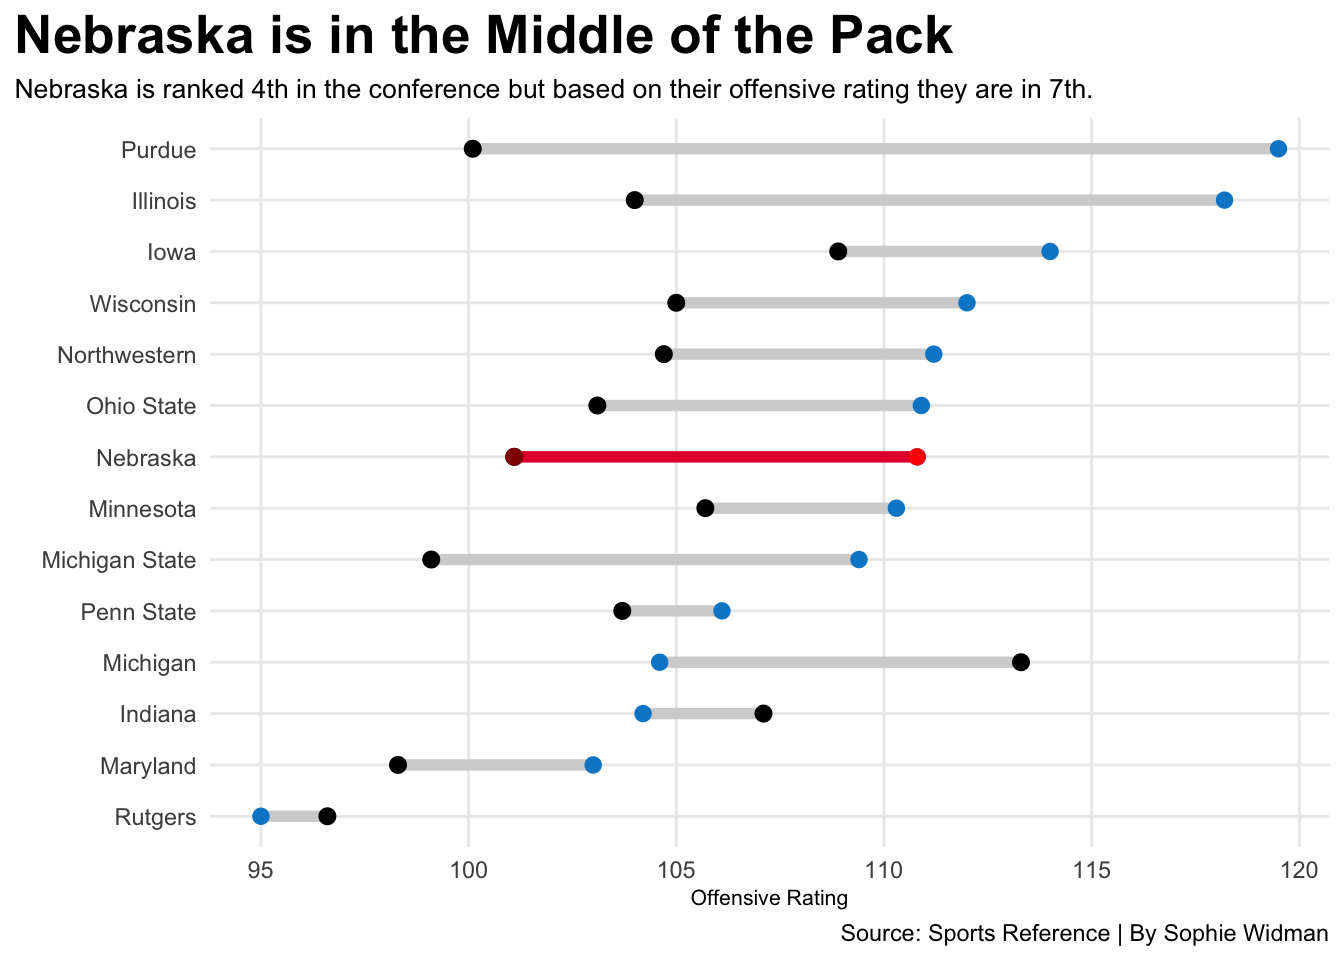 Nebraska is in the Middle of the Pack
Nebraska is ranked 4th in the conference but based on their offensive rating they are in 7th.
Purdue
Illinois
Iowa
Wisconsin
Northwestern
Ohio State
Nebraska
Minnesota
Michigan State
Penn State
Michigan
Indiana
Maryland
Rutgers
95 100 105 110 115 120
Offensive Rating
Source: Sports Reference | By Sophie Widman